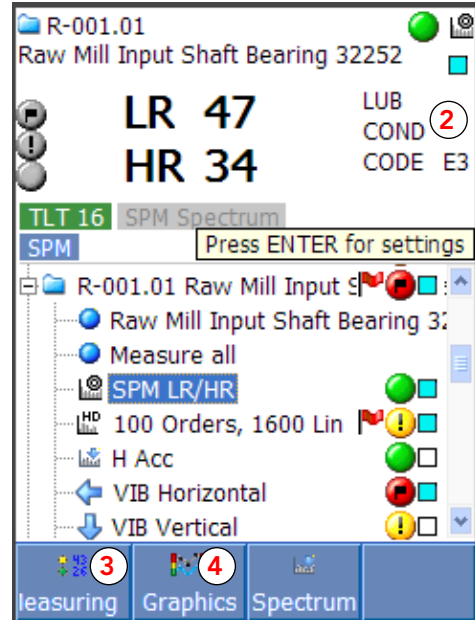 R-001.01
Raw Mill Input Shaft Bearing 32252
LR 47
HR 34
LUB
COND
CODE E3
2
!
TLT 16 SPM Spectrum
SPM
Press ENTER for settings
R-001.01 Raw Mill Input S
Raw Mill Input Shaft Bearing 32
Measure all
SPM LR/HR
HD 100 Orders, 1600 Lin !
H Acc
VIB Horizontal
VIB Vertical !
3 4
leasuring Graphics Spectrum